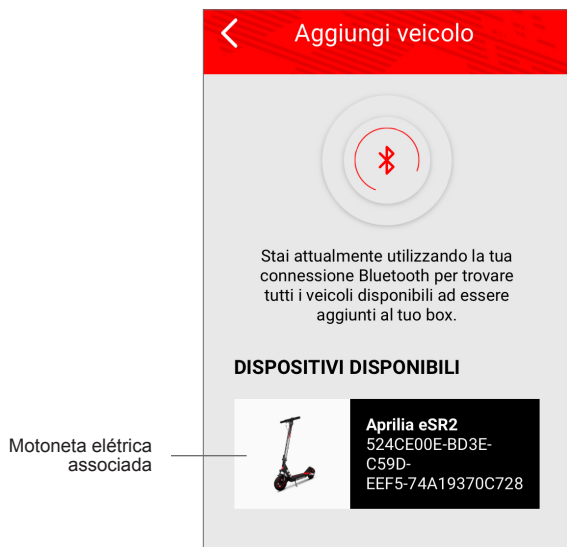 Aggiungi veicolo
Stai attualmente utilizzando la tua
connessione Bluetooth per trovare
tutti i veicoli disponibili ad essere
aggiunti al tuo box.
DISPOSITIVI DISPONIBILI
Motoneta elétrica
associada
Aprilia eSR2
524CE00E-BD3E-
C59D-
EEF5-74A19370C728